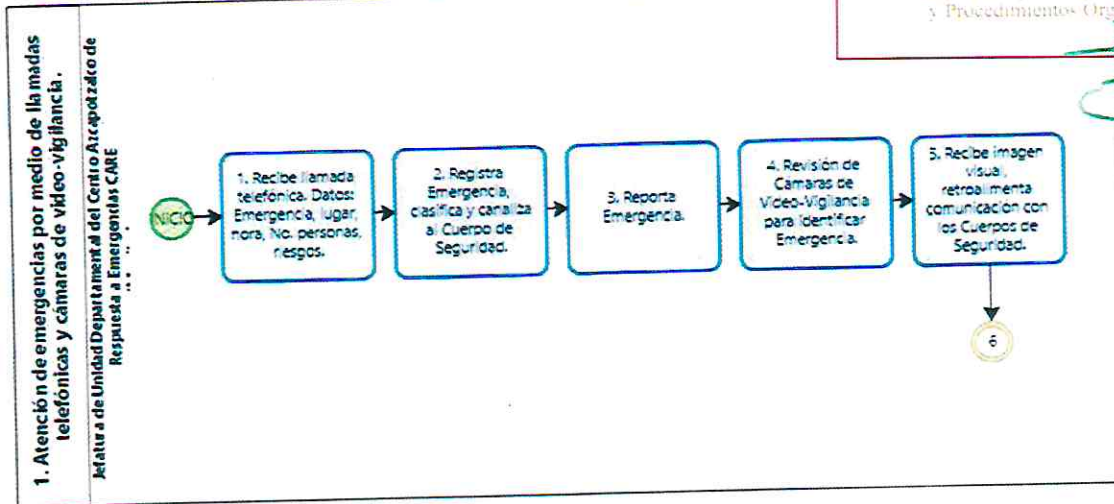 y Procedimientos Org
1. Atención de emergencias por medio de llamadas
telefónicas y cámaras de video-vigilancia.
Jefatura de Unidad Departamental del Centro Azcapotzalco de
Respuesta a Emergencias CARE
INICIO
1. Recibe llamada
telefónica. Datos:
Emergencia, lugar,
hora, No. personas,
riesgos.
2. Registra
Emergencia,
clasifica y canaliza
al Cuerpo de
Seguridad.
3. Reporta
Emergencia.
4. Revisión de
Cámaras de
Video-Vigilancia
para identificar
Emergencia.
5. Recibe imagen
visual,
retroalimenta
comunicación con
los Cuerpos de
Seguridad.
6